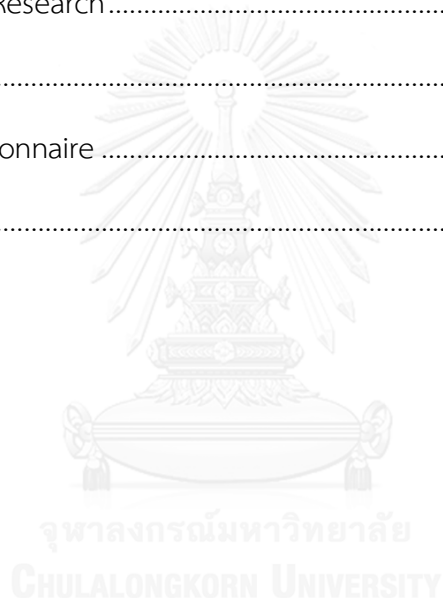 Research....................................................................
....................................................................................
onnaire ....................................................................
....................................................................................
จุฬาลงกรณ์มหาวิทยาลัย
CHULALONGKORN UNIVERSITY